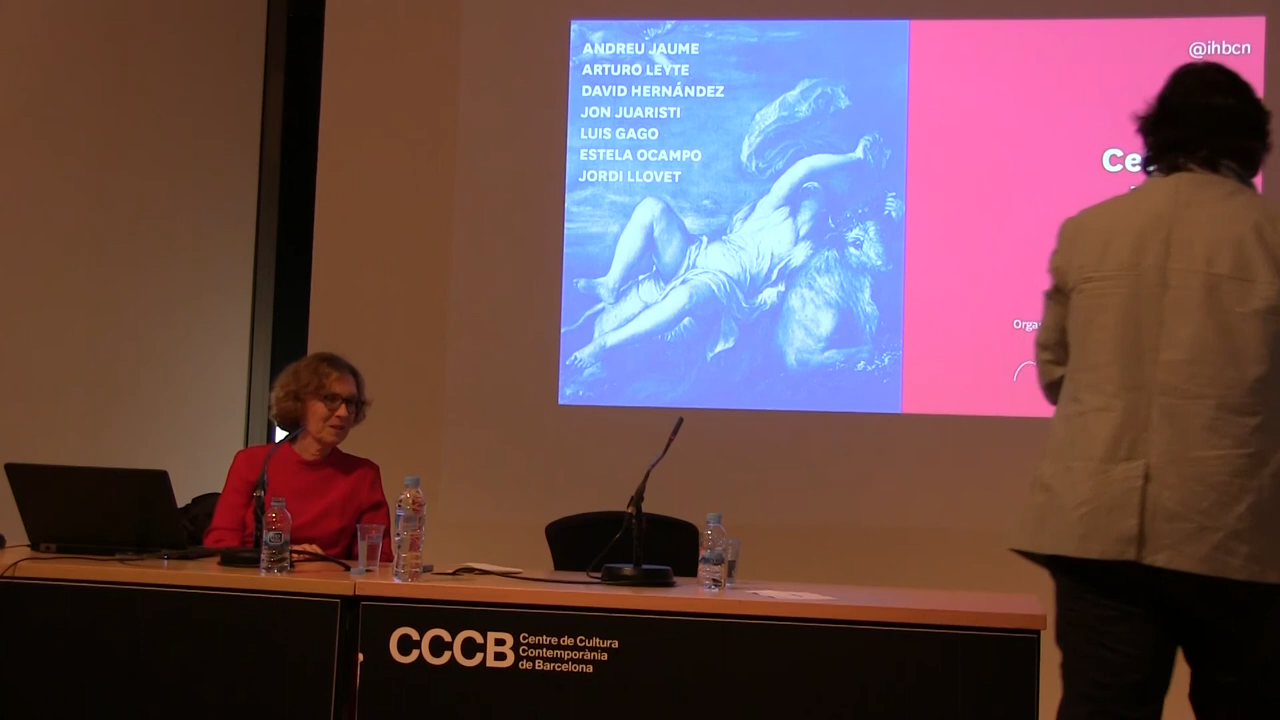 ANDREU JAUME
ARTURO LEYTE
DAVID HERNÁNDEZ
JON JUARISTI
LUIS GAGO
ESTELA OCAMPO
JORDI LLOVET
@ihbcn
CCCB
Centre de Cultura
Contemporània
de Barcelona